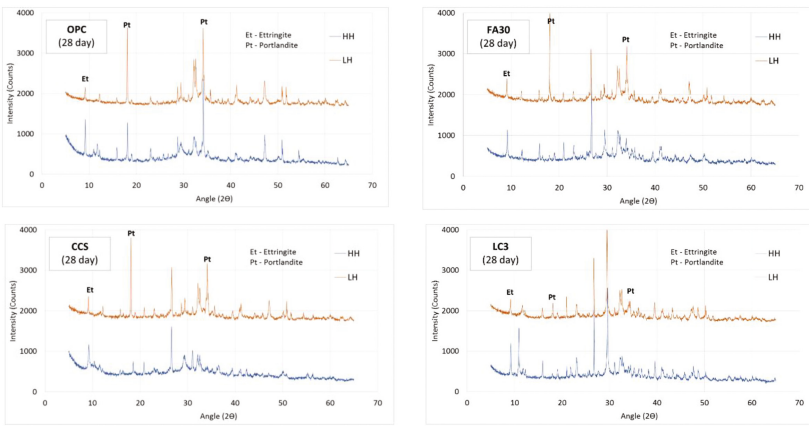 OPC
(28 day)
Pt
Pt
Et
Et - Ettringite
Pt - Portlandite
HH
LH
Intensity (Counts)
4000
3000
2000
1000
0
0 10 20 30 40 50 60 70
Angle (2Θ)
FA30
(28 day)
Pt
Pt
Et
Et - Ettringite
Pt - Portlandite
HH
LH
Intensity (Counts)
4000
3000
2000
1000
0
0 10 20 30 40 50 60 70
Angle (2Θ)
CCS
(28 day)
Pt
Pt
Et
Et - Ettringite
Pt - Portlandite
HH
LH
Intensity (Counts)
4000
3000
2000
1000
0
0 10 20 30 40 50 60 70
Angle (2Θ)
LC3
(28 day)
Et
Pt
Pt
Et - Ettringite
Pt - Portlandite
HH
LH
Intensity (Counts)
4000
3000
2000
1000
0
0 10 20 30 40 50 60 70
Angle (2Θ)